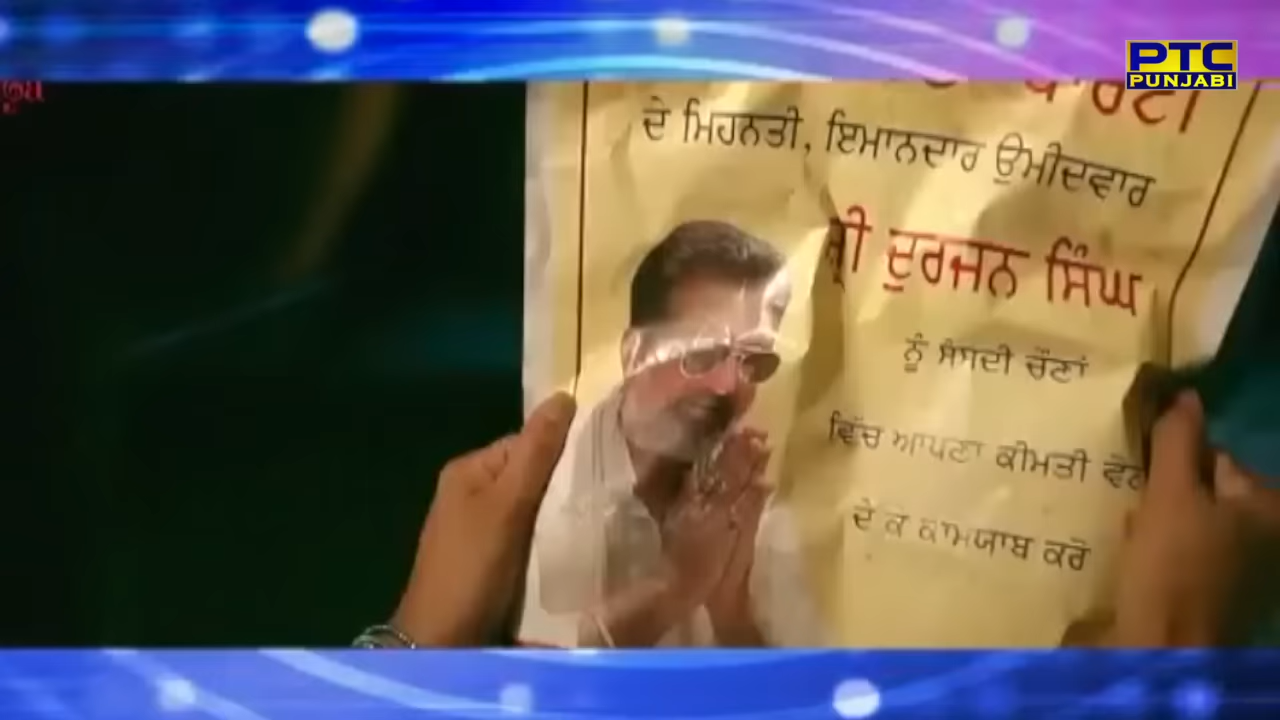 PTC
PUNJABI
ਦੇ ਮਿਹਨਤੀ, ਇਮਾਨਦਾਰ ਉਮੀਦਵਾਰ
ਸ਼੍ਰੀ ਦੁਰਜਨ ਸਿੰਘ
ਨੂੰ ਸੰਸਦੀ ਚੋਣਾਂ
ਵਿੱਚ ਆਪਣਾ ਕੀਮਤੀ
ਦੇ ਕੇ ਕਾਮਯਾਬ ਕਰੋ